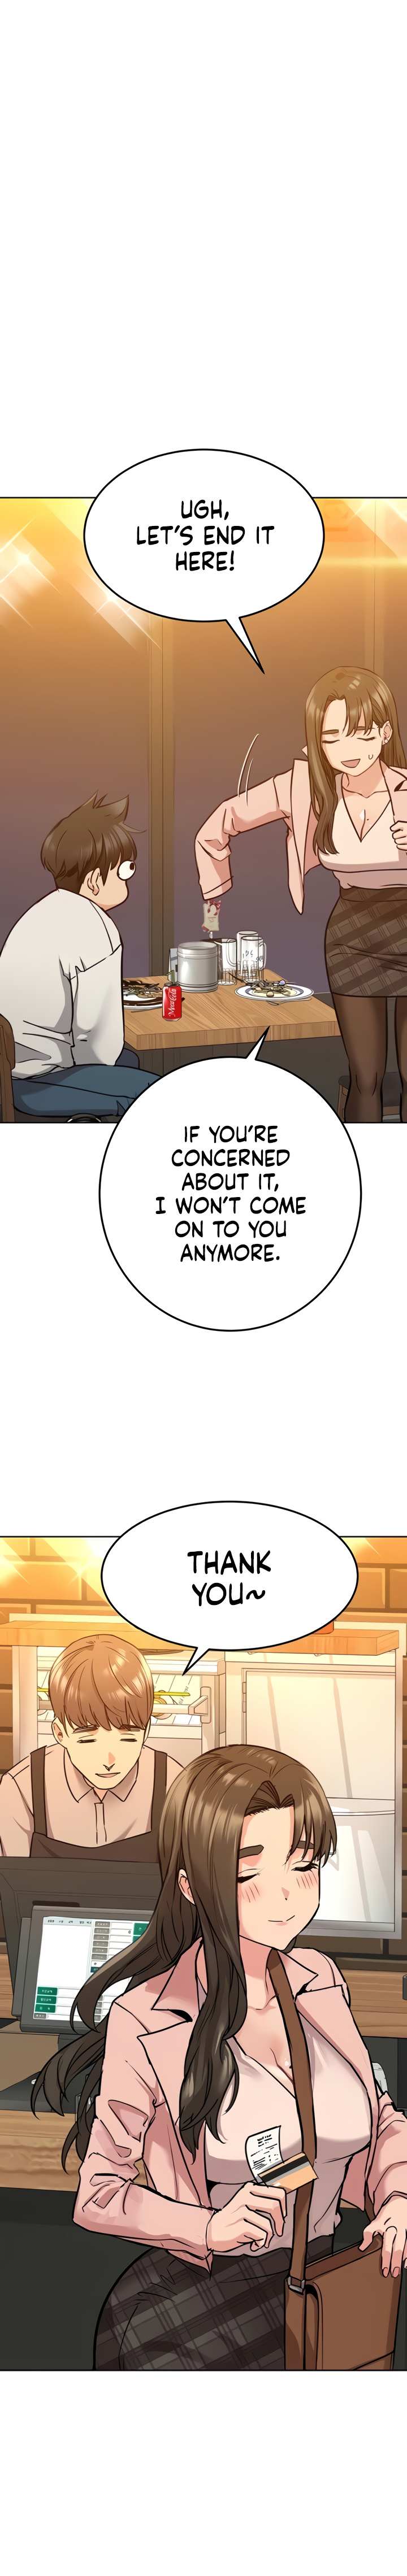 UGH,
LET'S END IT
HERE!
IF YOU'RE
CONCERNED
ABOUT IT,
I WON'T COME
ON TO YOU
ANYMORE.
THANK
YOU~